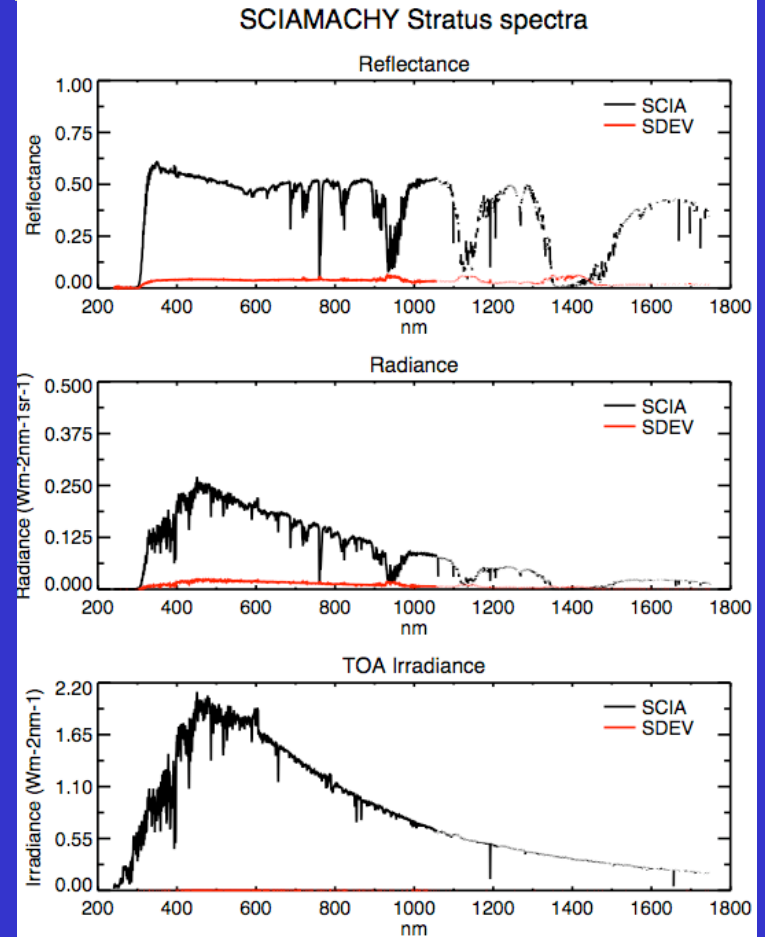 SCIAMACHY Stratus spectra
Reflectance
1.00
0.75
0.50
0.25
0.00
Reflectance
SCIA
SDEV
200 400 600 800 1000 1200 1400 1600 1800
nm
Radiance
0.500
0.375
0.250
0.125
0.000
Radiance (Wm-2nm-1sr-1)
SCIA
SDEV
200 400 600 800 1000 1200 1400 1600 1800
nm
TOA Irradiance
2.20
1.65
1.10
0.55
0.00
Irradiance (Wm-2nm-1)
SCIA
SDEV
200 400 600 800 1000 1200 1400 1600 1800
nm